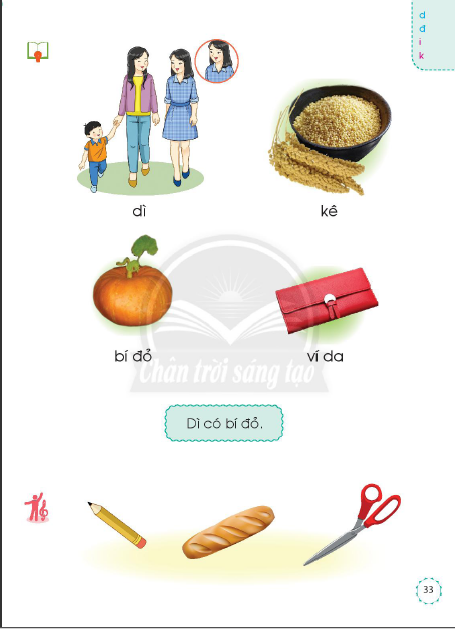 d
đ
i
k
dì
kê
bí đỏ
ví da
Chân trời sáng tạo
Dì có bí đỏ.
33